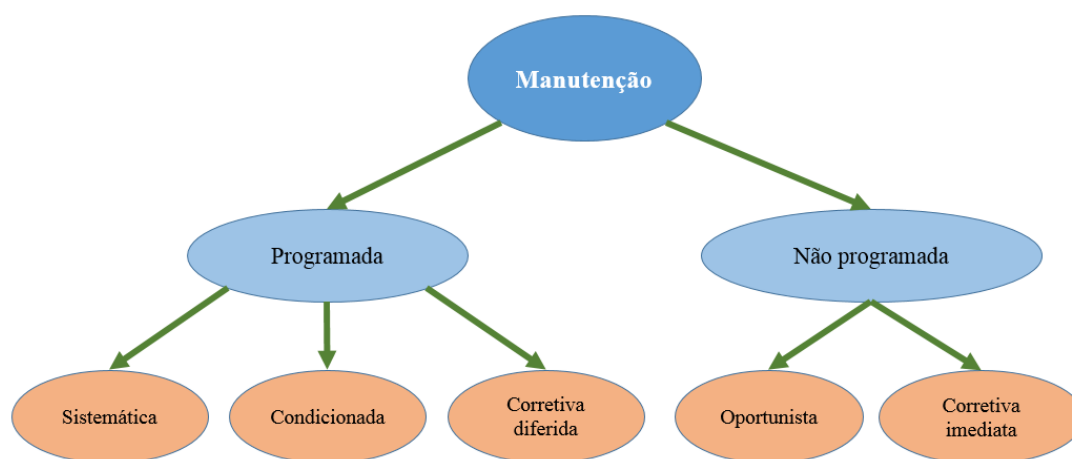 Manutenção
Programada
Não programada
Sistemática
Condicionada
Corretiva
diferida
Oportunista
Corretiva
imediata